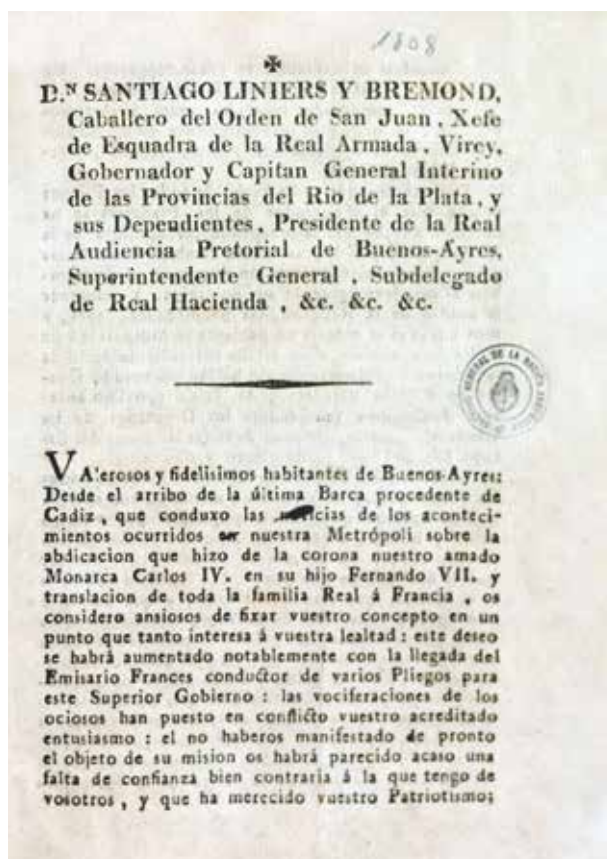 1808
✠
D.ᴺ SANTIAGO LINIERS Y BREMOND,
Caballero del Orden de San Juan, Xefe
de Esquadra de la Real Armada, Virey,
Gobernador y Capitan General Interino
de las Provincias del Rio de la Plata, y
sus Dependientes, Presidente de la Real
Audiencia Pretorial de Buenos-Ayres,
Superintendente General, Subdelegado
de Real Hacienda, &c. &c. &c.
VAlerosos y fidelisimos habitantes de Buenos-Ayres:
Desde el arribo de la última Barca procedente de
Cadiz, que conduxo las noticias de los aconteci-
mientos ocurridos en nuestra Metrópoli sobre la
abdicacion que hizo de la corona nuestro amado
Monarca Carlos IV. en su hijo Fernando VII. y
translacion de toda la familia Real á Francia, os
considero ansiosos de fixar vuestro concepto en un
punto que tanto interesa á vuestra lealtad: este deseo
se habrá aumentado notablemente con la llegada del
Emisario Frances conductor de varios Pliegos para
este Superior Gobierno: las vociferaciones de los
ociosos han puesto en conflicto vuestro acreditado
entusiasmo: el no haberos manifestado de pronto
el objeto de su mision os habrá parecido acaso una
falta de confianza bien contraria á la que tengo de
vosotros, y que ha merecido vuestro Patriotismo;